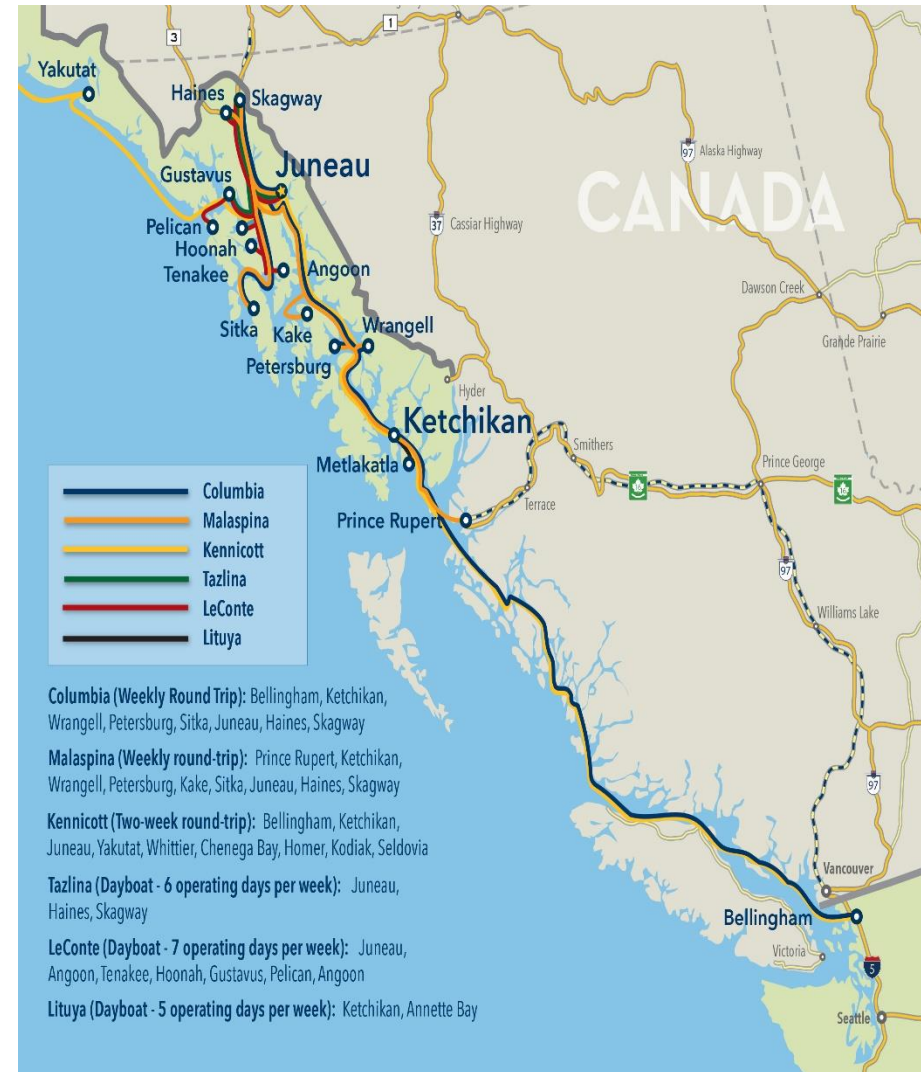 3
1
Yakutat
Haines
Skagway
97
Alaska Highway
Juneau
Gustavus
CANADA
37
Cassiar Highway
Pelican
Hoonah
Tenakee
Angoon
Dawson Creek
Sitka
Kake
Wrangell
Grande Prairie
Petersburg
Hyder
Ketchikan
Smithers
Metlakatla
Prince George
16
16
Terrace
Prince Rupert
97
Williams Lake
Columbia
Malaspina
Kennicott
Tazlina
LeConte
Lituya
Columbia (Weekly Round Trip): Bellingham, Ketchikan,
Wrangell, Petersburg, Sitka, Juneau, Haines, Skagway
Malaspina (Weekly round-trip): Prince Rupert, Ketchikan,
Wrangell, Petersburg, Kake, Sitka, Juneau, Haines, Skagway
Kennicott (Two-week round-trip): Bellingham, Ketchikan,
Juneau, Yakutat, Whittier, Chenega Bay, Homer, Kodiak, Seldovia
Tazlina (Dayboat - 6 operating days per week): Juneau,
Haines, Skagway
LeConte (Dayboat - 7 operating days per week): Juneau,
Angoon, Tenakee, Hoonah, Gustavus, Pelican, Angoon
Lituya (Dayboat - 5 operating days per week): Ketchikan, Annette Bay
97
Vancouver
Bellingham
Victoria
5
Seattle